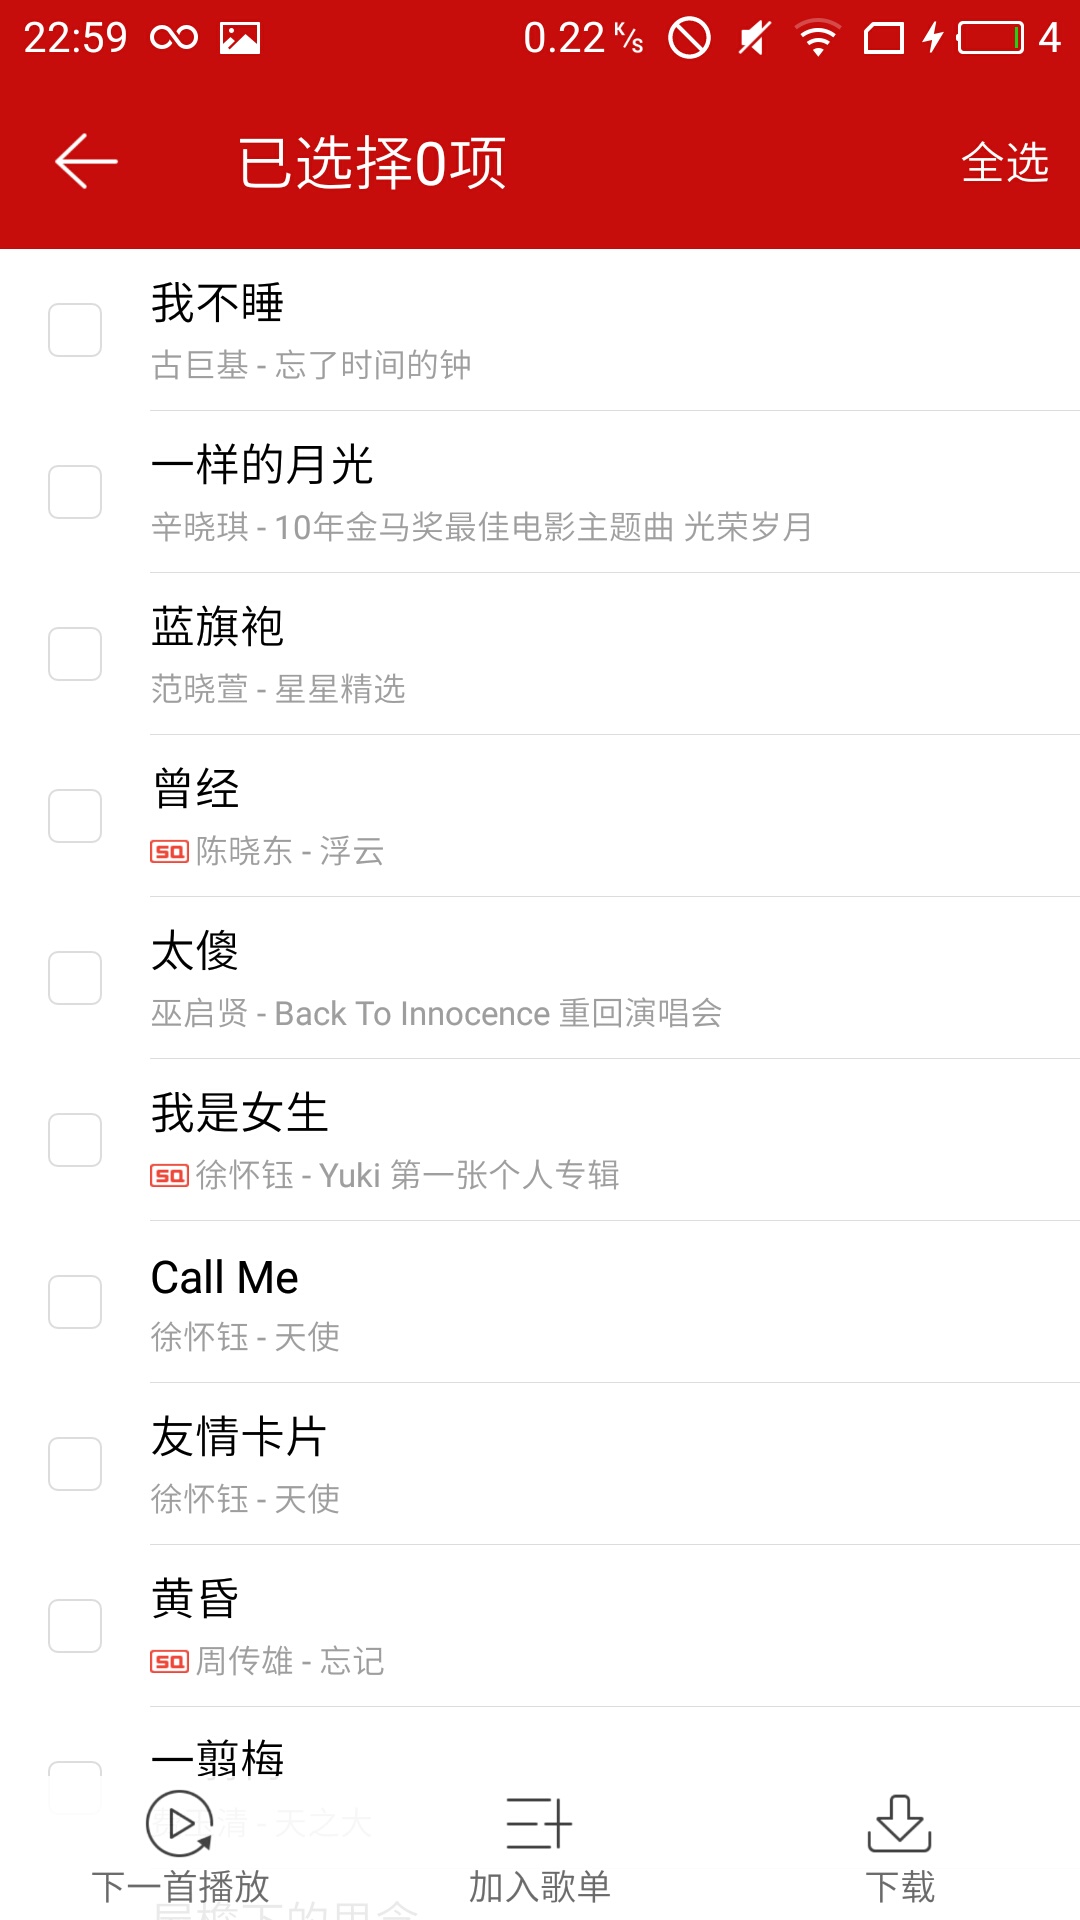 22:59 0.22 K/s 4
已选择0项 全选
我不睡
古巨基 - 忘了时间的钟
一样的月光
辛晓琪 - 10年金马奖最佳电影主题曲 光荣岁月
蓝旗袍
范晓萱 - 星星精选
曾经
SQ 陈晓东 - 浮云
太傻
巫启贤 - Back To Innocence 重回演唱会
我是女生
SQ 徐怀钰 - Yuki 第一张个人专辑
Call Me
徐怀钰 - 天使
友情卡片
徐怀钰 - 天使
黄昏
SQ 周传雄 - 忘记
一剪梅
费玉清 - 天之大
下一首播放 加入歌单 下载